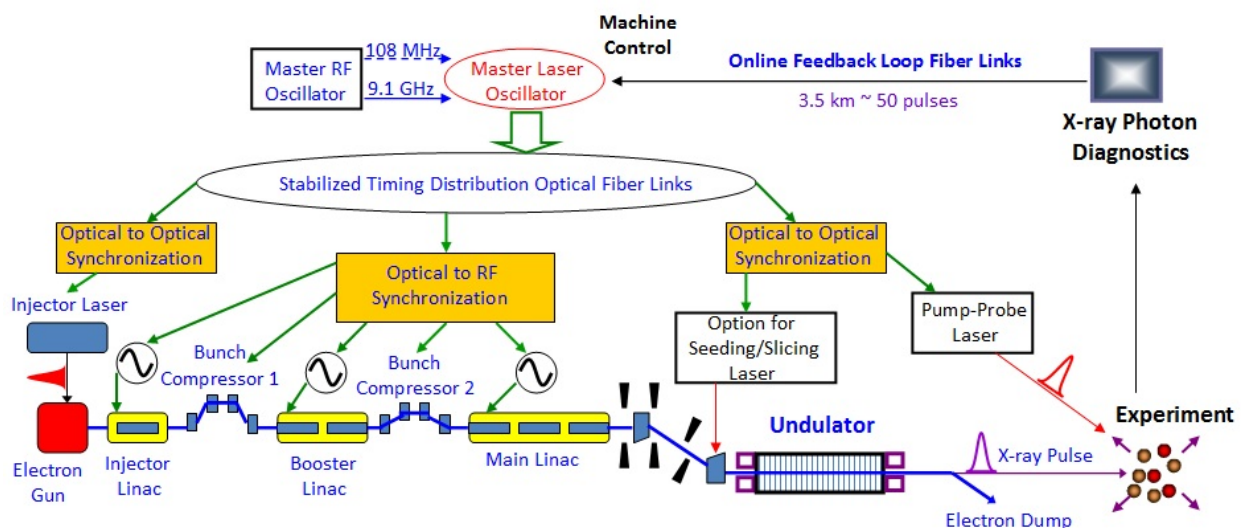 Machine
Control
108 MHz
Master RF
Oscillator
9.1 GHz
Master Laser
Oscillator
Online Feedback Loop Fiber Links
3.5 km ~ 50 pulses
X-ray Photon
Diagnostics
Stabilized Timing Distribution Optical Fiber Links
Optical to Optical
Synchronization
Optical to RF
Synchronization
Optical to Optical
Synchronization
Injector Laser
Bunch
Compressor 1
Bunch
Compressor 2
Option for
Seeding/Slicing
Laser
Pump-Probe
Laser
Experiment
Undulator
X-ray Pulse
Electron
Gun
Injector
Linac
Booster
Linac
Main Linac
Electron Dump